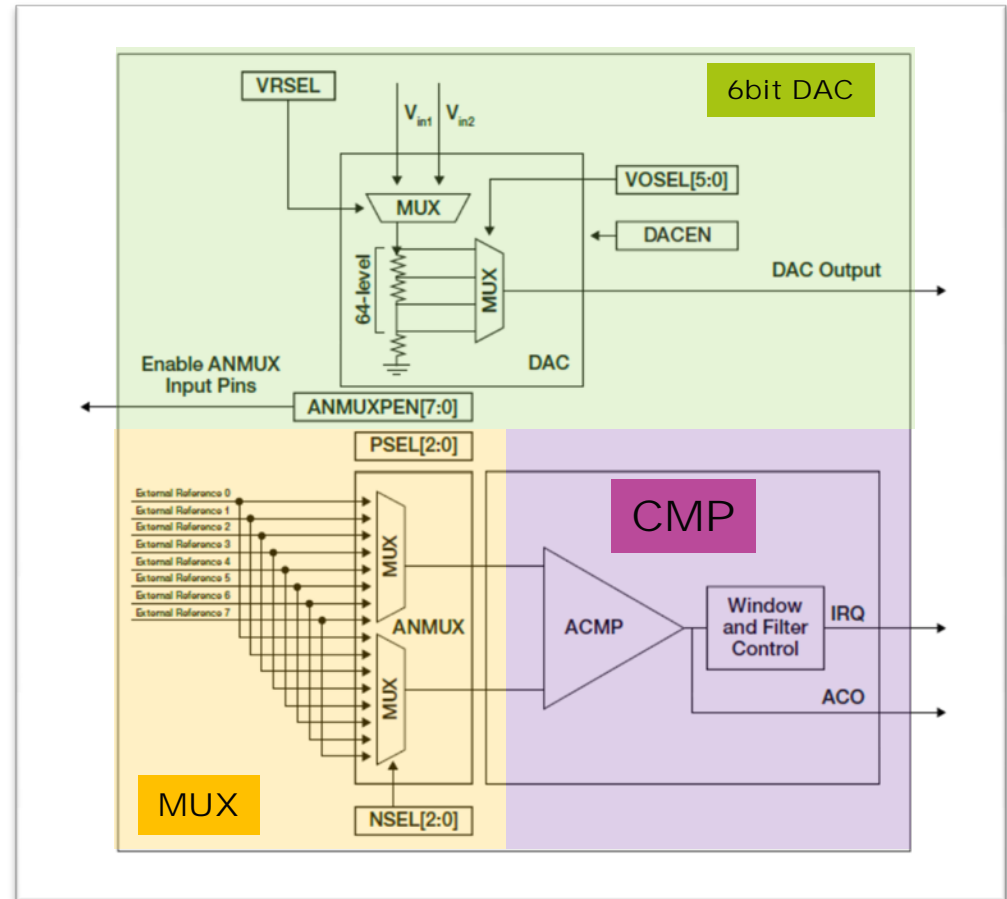 6bit DAC
VRSEL
Vin1 Vin2
VOSEL[5:0]
MUX
DACEN
64-level
MUX
DAC Output
DAC
Enable ANMUX
Input Pins
ANMUXPEN[7:0]
PSEL[2:0]
External Reference 0
External Reference 1
External Reference 2
External Reference 3
External Reference 4
External Reference 5
External Reference 6
External Reference 7
MUX
ANMUX
MUX
CMP
ACMP
Window
and Filter
Control
IRQ
ACO
MUX
NSEL[2:0]